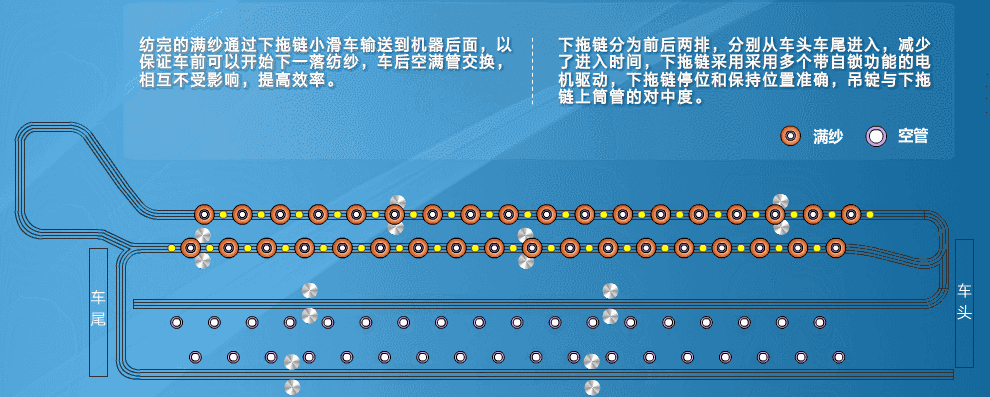 纺完的满纱通过下拖链小滑车输送到机器后面，以
保证车前可以开始下一落纺纱，车后空满管交换，
相互不受影响，提高效率。
下拖链分为前后两排，分别从车头车尾进入，减少
了进入时间，下拖链采用采用多个带自锁功能的电
机驱动，下拖链停位和保持位置准确，吊锭与下拖
链上筒管的对中度。
满纱
空管
车
尾
车
头